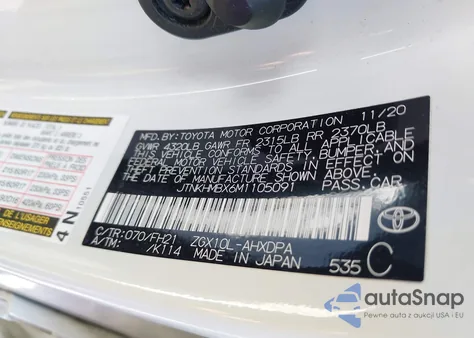 MFD. BY: TOYOTA MOTOR CORPORATION 11/20
GVWR 4320LB GAWR FR 2315LB RR 2370LB
THIS VEHICLE CONFORMS TO ALL APPLICABLE
FEDERAL MOTOR VEHICLE SAFETY, BUMPER, AND
THEFT PREVENTION STANDARDS IN EFFECT ON
THE DATE OF MANUFACTURE SHOWN ABOVE.
JTNKHMBX6M1105091 PASS.CAR
C/TR:070/FH21 ZGX10L-AHXDPA
A/TM: /K114 MADE IN JAPAN 535 C
TOYOTA
DE L'USAGER
4N
autaSnap
Pewne auta z aukcji USA i EU